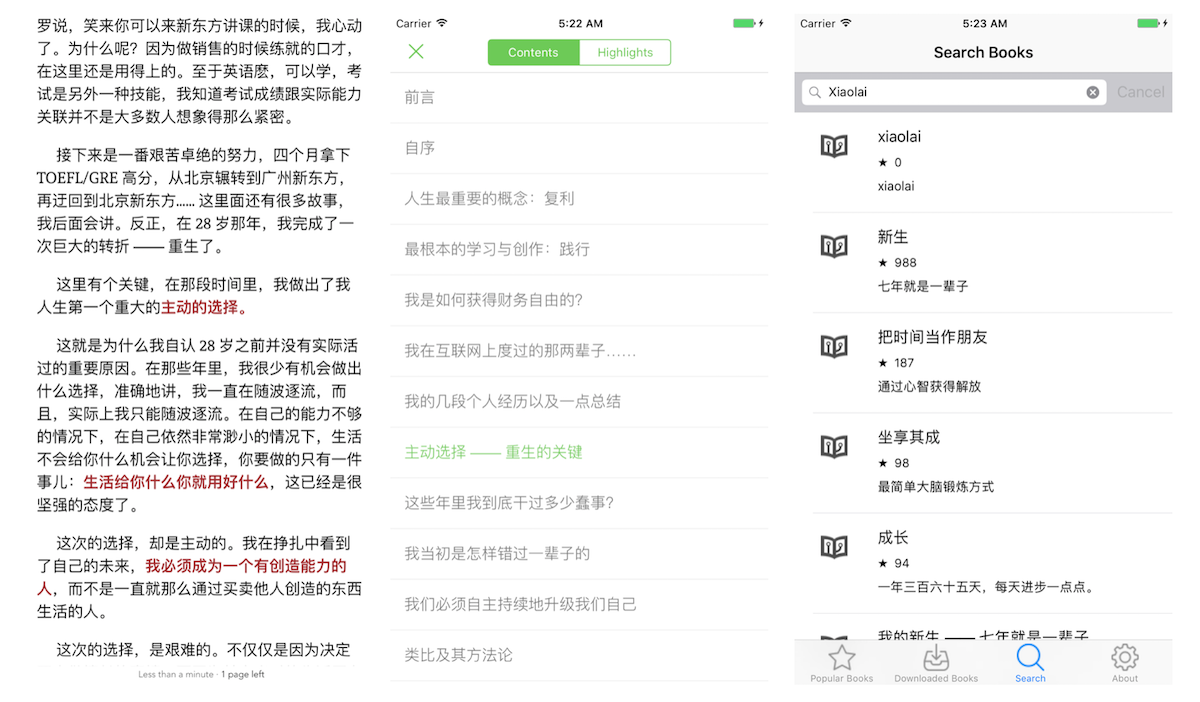 罗说，笑来你可以来新东方讲课的时候，我心动
了。为什么呢？因为做销售的时候练就的口才，
在这里还是用得上的。至于英语麽，可以学，考
试是另外一种技能，我知道考试成绩跟实际能力
关联并不是大多数人想象得那么紧密。
接下来是一番艰苦卓绝的努力，四个月拿下
TOEFL/GRE 高分，从北京辗转到广州新东方，
再迂回到北京新东方...... 这里面还有很多故事，
我后面会讲。反正，在 28 岁那年，我完成了一
次巨大的转折 —— 重生了。
这里有个关键，在那段时间里，我做出了我
人生第一个重大的主动的选择。
这就是为什么我自认 28 岁之前并没有实际活
过的重要原因。在那些年里，我很少有机会做出
什么选择，准确地讲，我一直在随波逐流，而
且，实际上我只能随波逐流。在自己的能力不够
的情况下，在自己依然非常渺小的情况下，生活
不会给你什么机会让你选择，你要做的只有一件
事儿：生活给你什么你就用好什么，这已经是很
坚强的态度了。
这次的选择，却是主动的。我在挣扎中看到
了自己的未来，我必须成为一个有创造能力的
人，而不是一直就那么通过买卖他人创造的东西
生活的人。
这次的选择，是艰难的。不仅仅是因为决定
Less than a minute · 1 page left
Carrier 5:22 AM
Contents Highlights
前言
自序
人生最重要的概念：复利
最根本的学习与创作：践行
我是如何获得财务自由的？
我在互联网上度过的那两辈子……
我的几段个人经历以及一点总结
主动选择 —— 重生的关键
这些年里我到底干过多少蠢事？
我当初是怎样错过一辈子的
我们必须自主持续地升级我们自己
类比及其方法论
Carrier 5:23 AM
Search Books
Xiaolai Cancel
xiaolai
★ 0
xiaolai
新生
★ 988
七年就是一辈子
把时间当作朋友
★ 187
通过心智获得解放
坐享其成
★ 98
最简单大脑锻炼方式
成长
★ 94
一年三百六十五天，每天进步一点点。
我的新生 —— 七年就是一辈子
Popular Books Downloaded Books Search About